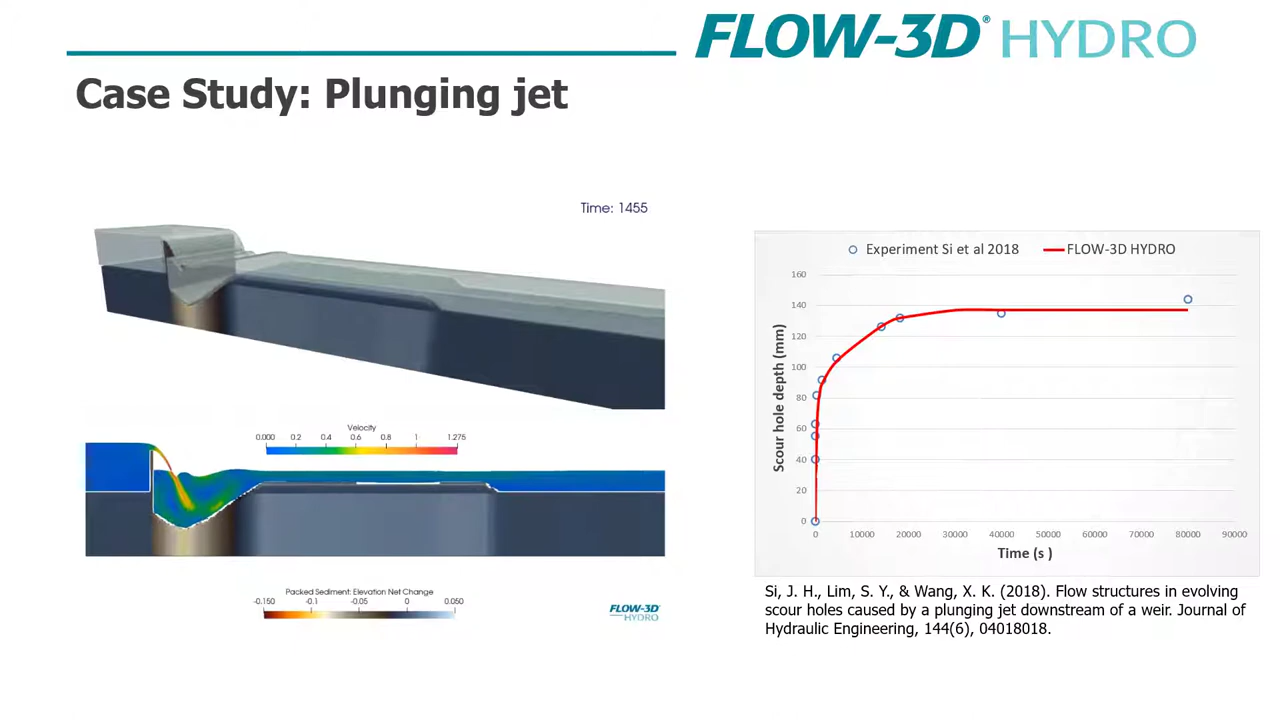 FLOW-3D® HYDRO
Case Study: Plunging jet
Time: 1455
Velocity
0.000 0.2 0.4 0.6 0.8 1 1.275
Packed Sediment: Elevation Net Change
-0.150 -0.1 -0.05 0 0.050
FLOW-3D
HYDRO
Experiment Si et al 2018 FLOW-3D HYDRO
160
140
120
100
80
60
40
20
0
Scour hole depth (mm)
0 10000 20000 30000 40000 50000 60000 70000 80000 90000
Time (s )
Si, J. H., Lim, S. Y., & Wang, X. K. (2018). Flow structures in evolving
scour holes caused by a plunging jet downstream of a weir. Journal of
Hydraulic Engineering, 144(6), 04018018.